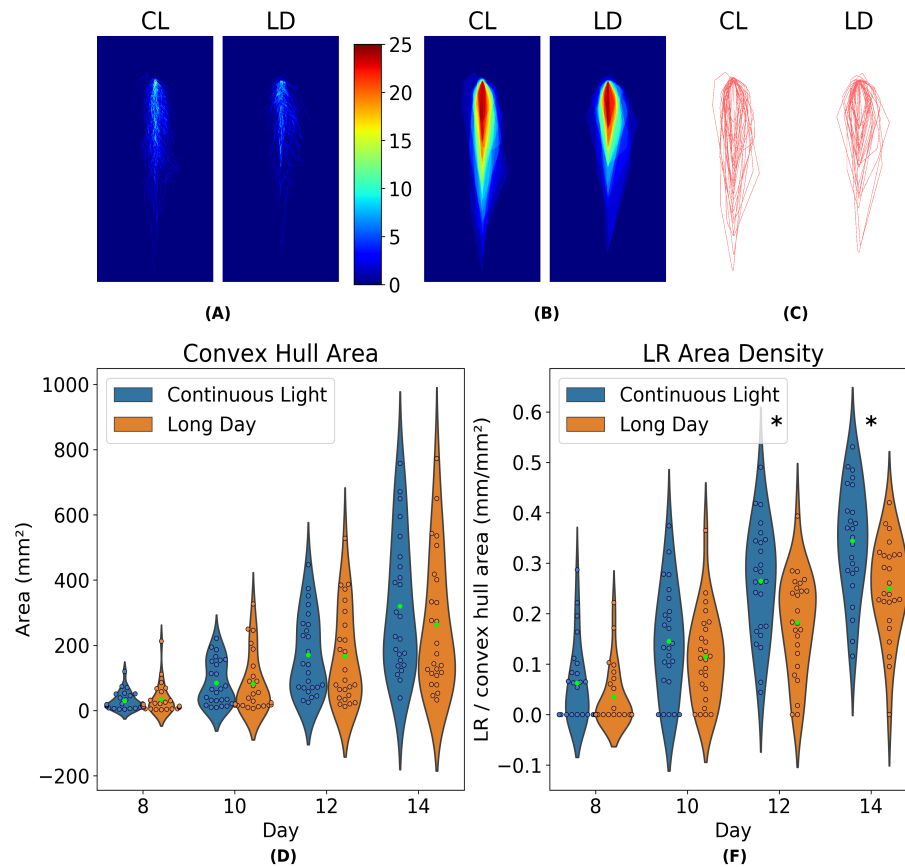 CL LD CL LD CL LD
25
20
15
10
5
0
(A) (B) (C)
Convex Hull Area
Continuous Light
Long Day
1000
800
600
400
200
0
−200
Area (mm²)
8 10 12 14
Day
(D)
LR Area Density
Continuous Light
Long Day
* *
0.6
0.5
0.4
0.3
0.2
0.1
0.0
−0.1
LR / convex hull area (mm/mm²)
8 10 12 14
Day
(F)